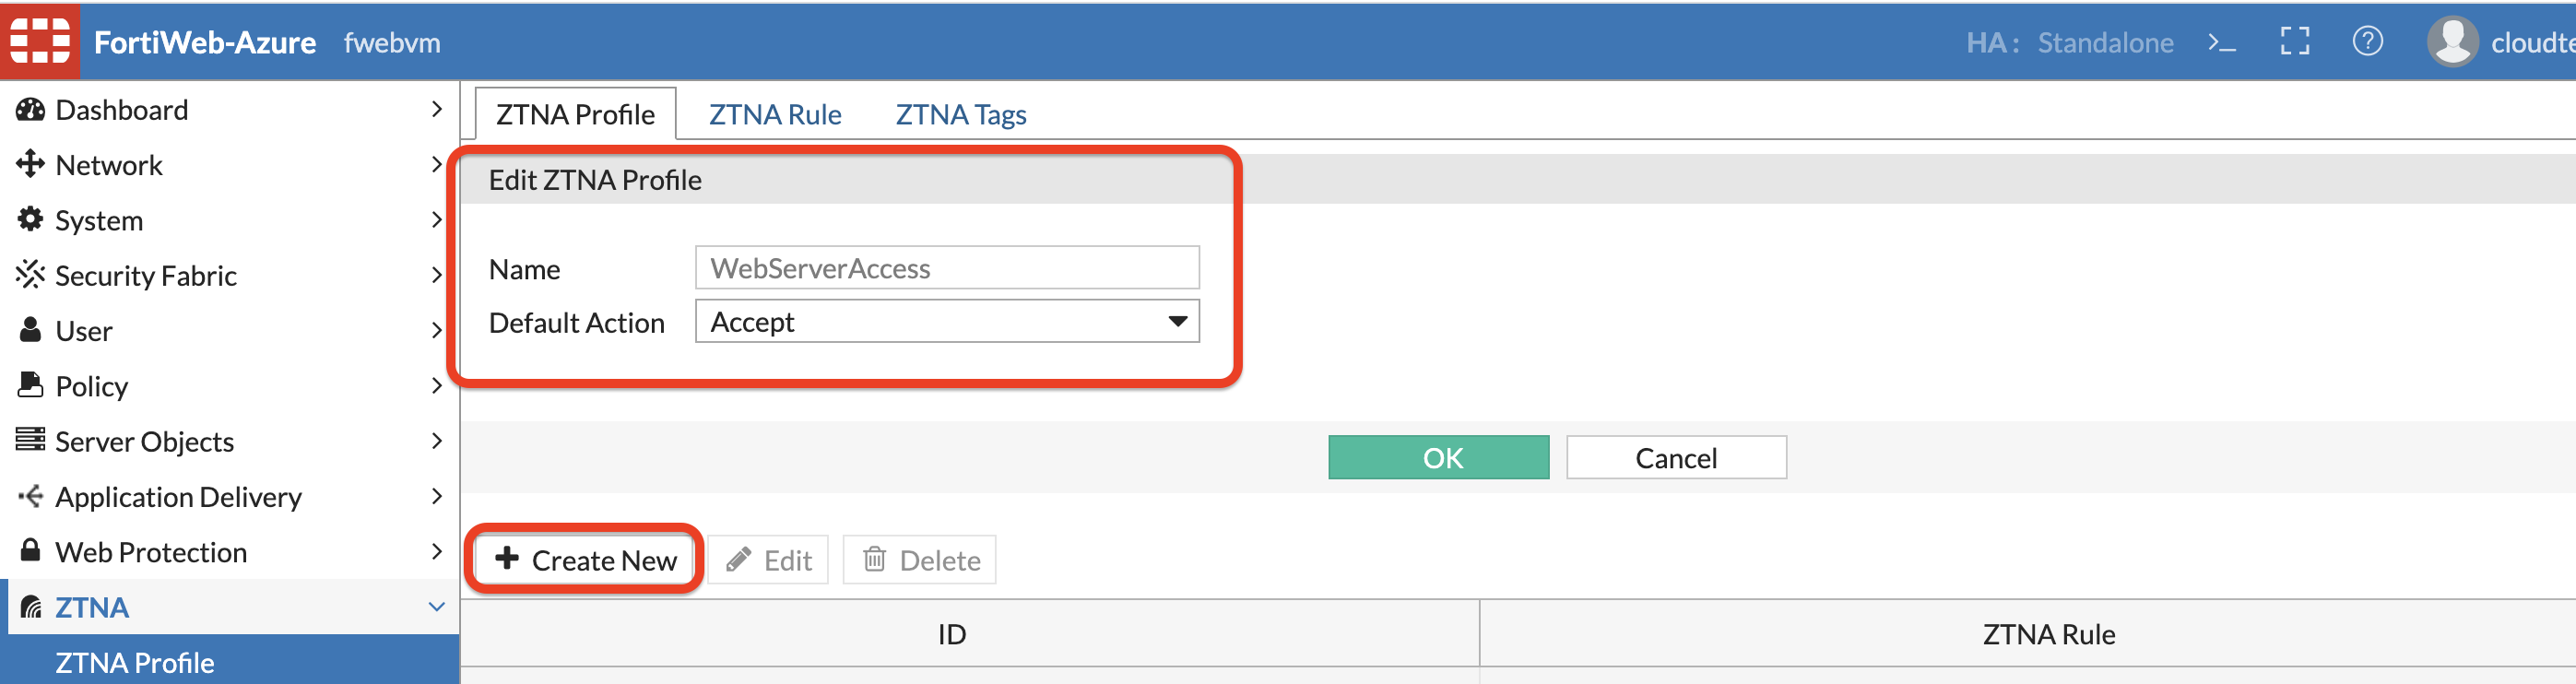 FortiWeb-Azure fwebvm HA: Standalone >_ ? cloudte
Dashboard
Network
System
Security Fabric
User
Policy
Server Objects
Application Delivery
Web Protection
ZTNA
ZTNA Profile
ZTNA Profile ZTNA Rule ZTNA Tags
Edit ZTNA Profile
Name WebServerAccess
Default Action Accept
OK Cancel
+ Create New Edit Delete
ID ZTNA Rule